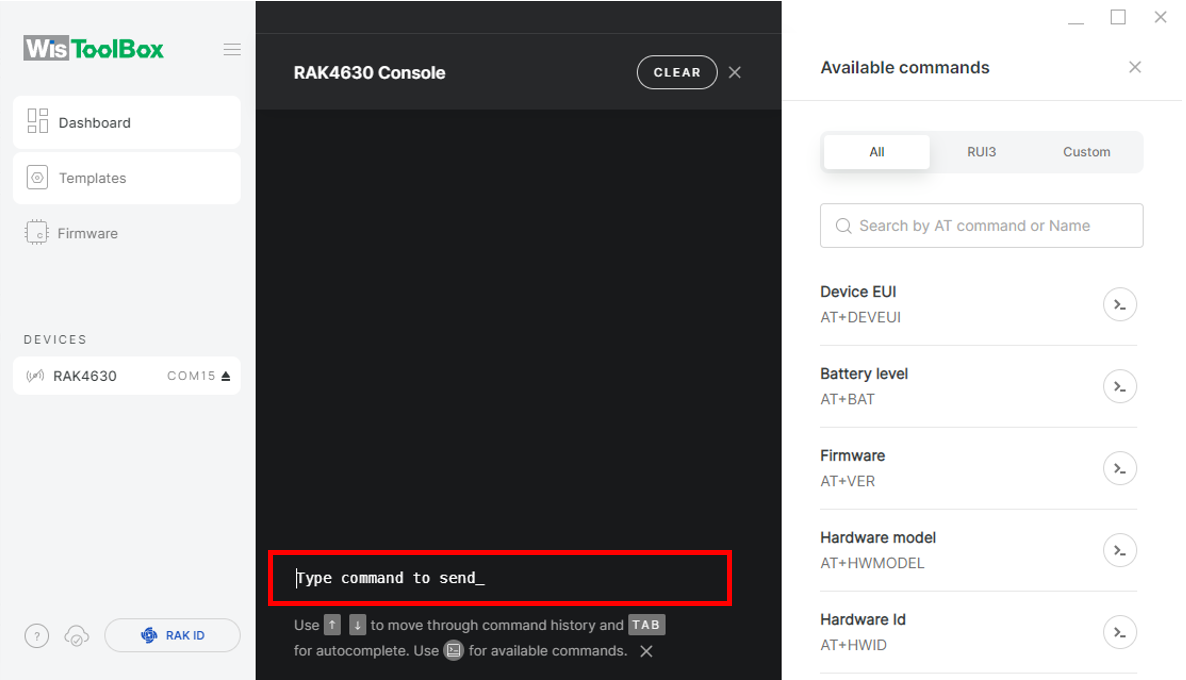 WisToolBox
Dashboard
Templates
Firmware
DEVICES
RAK4630 COM15
? RAK ID
RAK4630 Console CLEAR
Type command to send_
Use ↑ ↓ to move through command history and TAB
for autocomplete. Use for available commands.
Available commands
All RUI3 Custom
Search by AT command or Name
Device EUI
AT+DEVEUI
Battery level
AT+BAT
Firmware
AT+VER
Hardware model
AT+HWMODEL
Hardware Id
AT+HWID